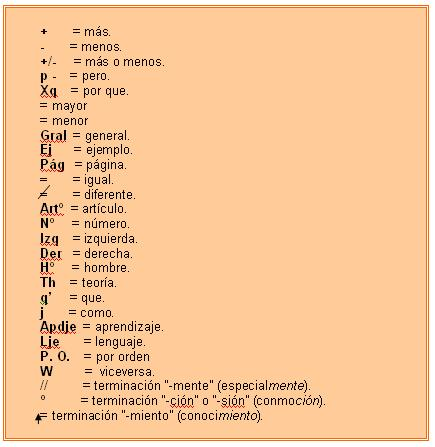 + = más.
- = menos.
+/- = más o menos.
p - = pero.
Xq = por que.
= mayor
= menor
Gral = general.
Ej = ejemplo.
Pág = página.
= = igual.
≠ = diferente.
Artº = artículo.
Nº = número.
Izq = izquierda.
Der = derecha.
Hº = hombre.
Th = teoría.
q' = que.
j = como.
Apdje = aprendizaje.
Lje = lenguaje.
P. O. = por orden
W = viceversa.
// = terminación "-mente" (especialmente).
º = terminación "-ción" o "-sión" (conmoción).
= terminación "-miento" (conocimiento).